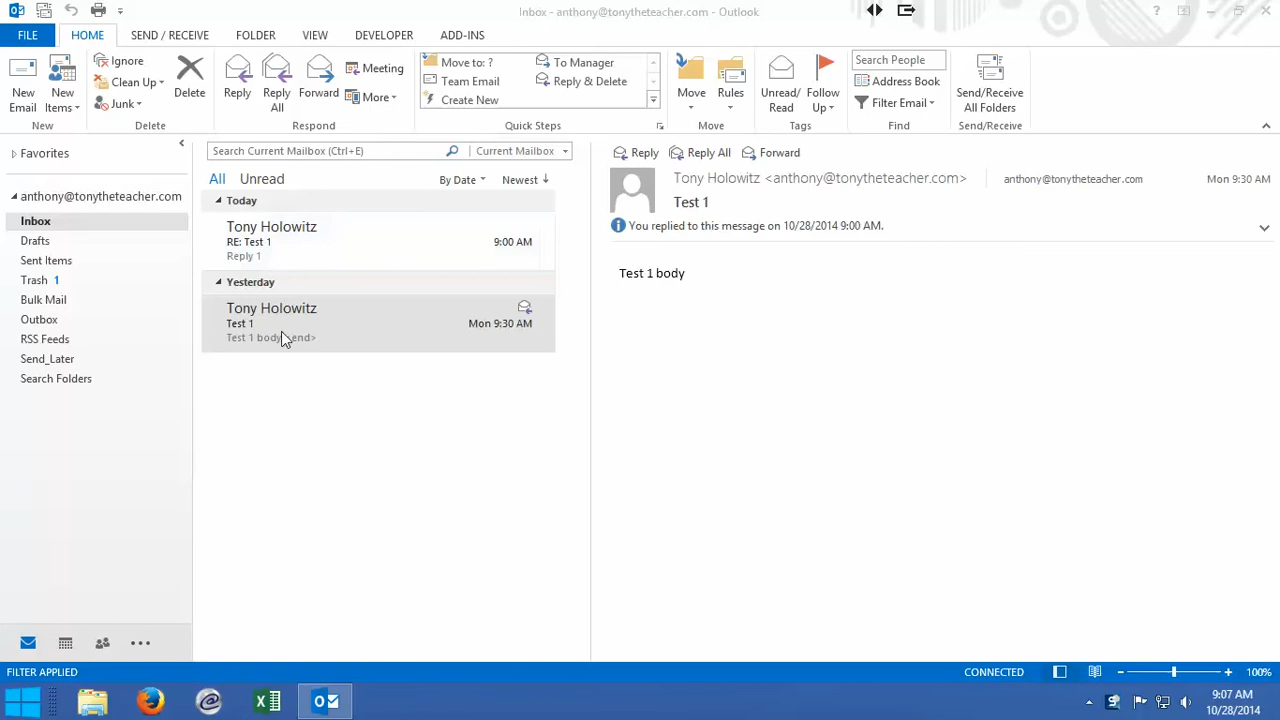 Inbox - anthony@tonytheteacher.com - Outlook
FILE
HOME
SEND / RECEIVE
FOLDER
VIEW
DEVELOPER
ADD-INS
New Email
New Items
New
Ignore
Clean Up
Junk
Delete
Delete
Reply
Reply All
Forward
Meeting
More
Respond
Move to: ?
Team Email
Create New
To Manager
Reply & Delete
Quick Steps
Move
Rules
Move
Unread/ Read
Follow Up
Tags
Search People
Address Book
Filter Email
Find
Send/Receive All Folders
Send/Receive
Favorites
anthony@tonytheteacher.com
Inbox
Drafts
Sent Items
Trash 1
Bulk Mail
Outbox
RSS Feeds
Send_Later
Search Folders
Search Current Mailbox (Ctrl+E)
Current Mailbox
All Unread
By Date Newest
Today
Tony Holowitz
RE: Test 1 9:00 AM
Reply 1
Yesterday
Tony Holowitz
Test 1 Mon 9:30 AM
Test 1 body end>
Reply Reply All Forward
Tony Holowitz <anthony@tonytheteacher.com> anthony@tonytheteacher.com Mon 9:30 AM
Test 1
You replied to this message on 10/28/2014 9:00 AM.
Test 1 body
FILTER APPLIED
CONNECTED
100%
9:07 AM
10/28/2014